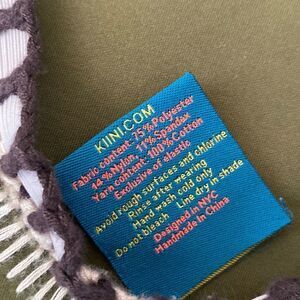 KIINI.COM
Fabric content: 75% Polyester
14% Nylon, 11% Spandex
Yarn content: 100% Cotton
Exclusive of elastic
Avoid rough surfaces and chlorine
Rinse after wearing
Hand wash cold only
Do not bleach Line dry in shade
Designed in NYC
Handmade in China